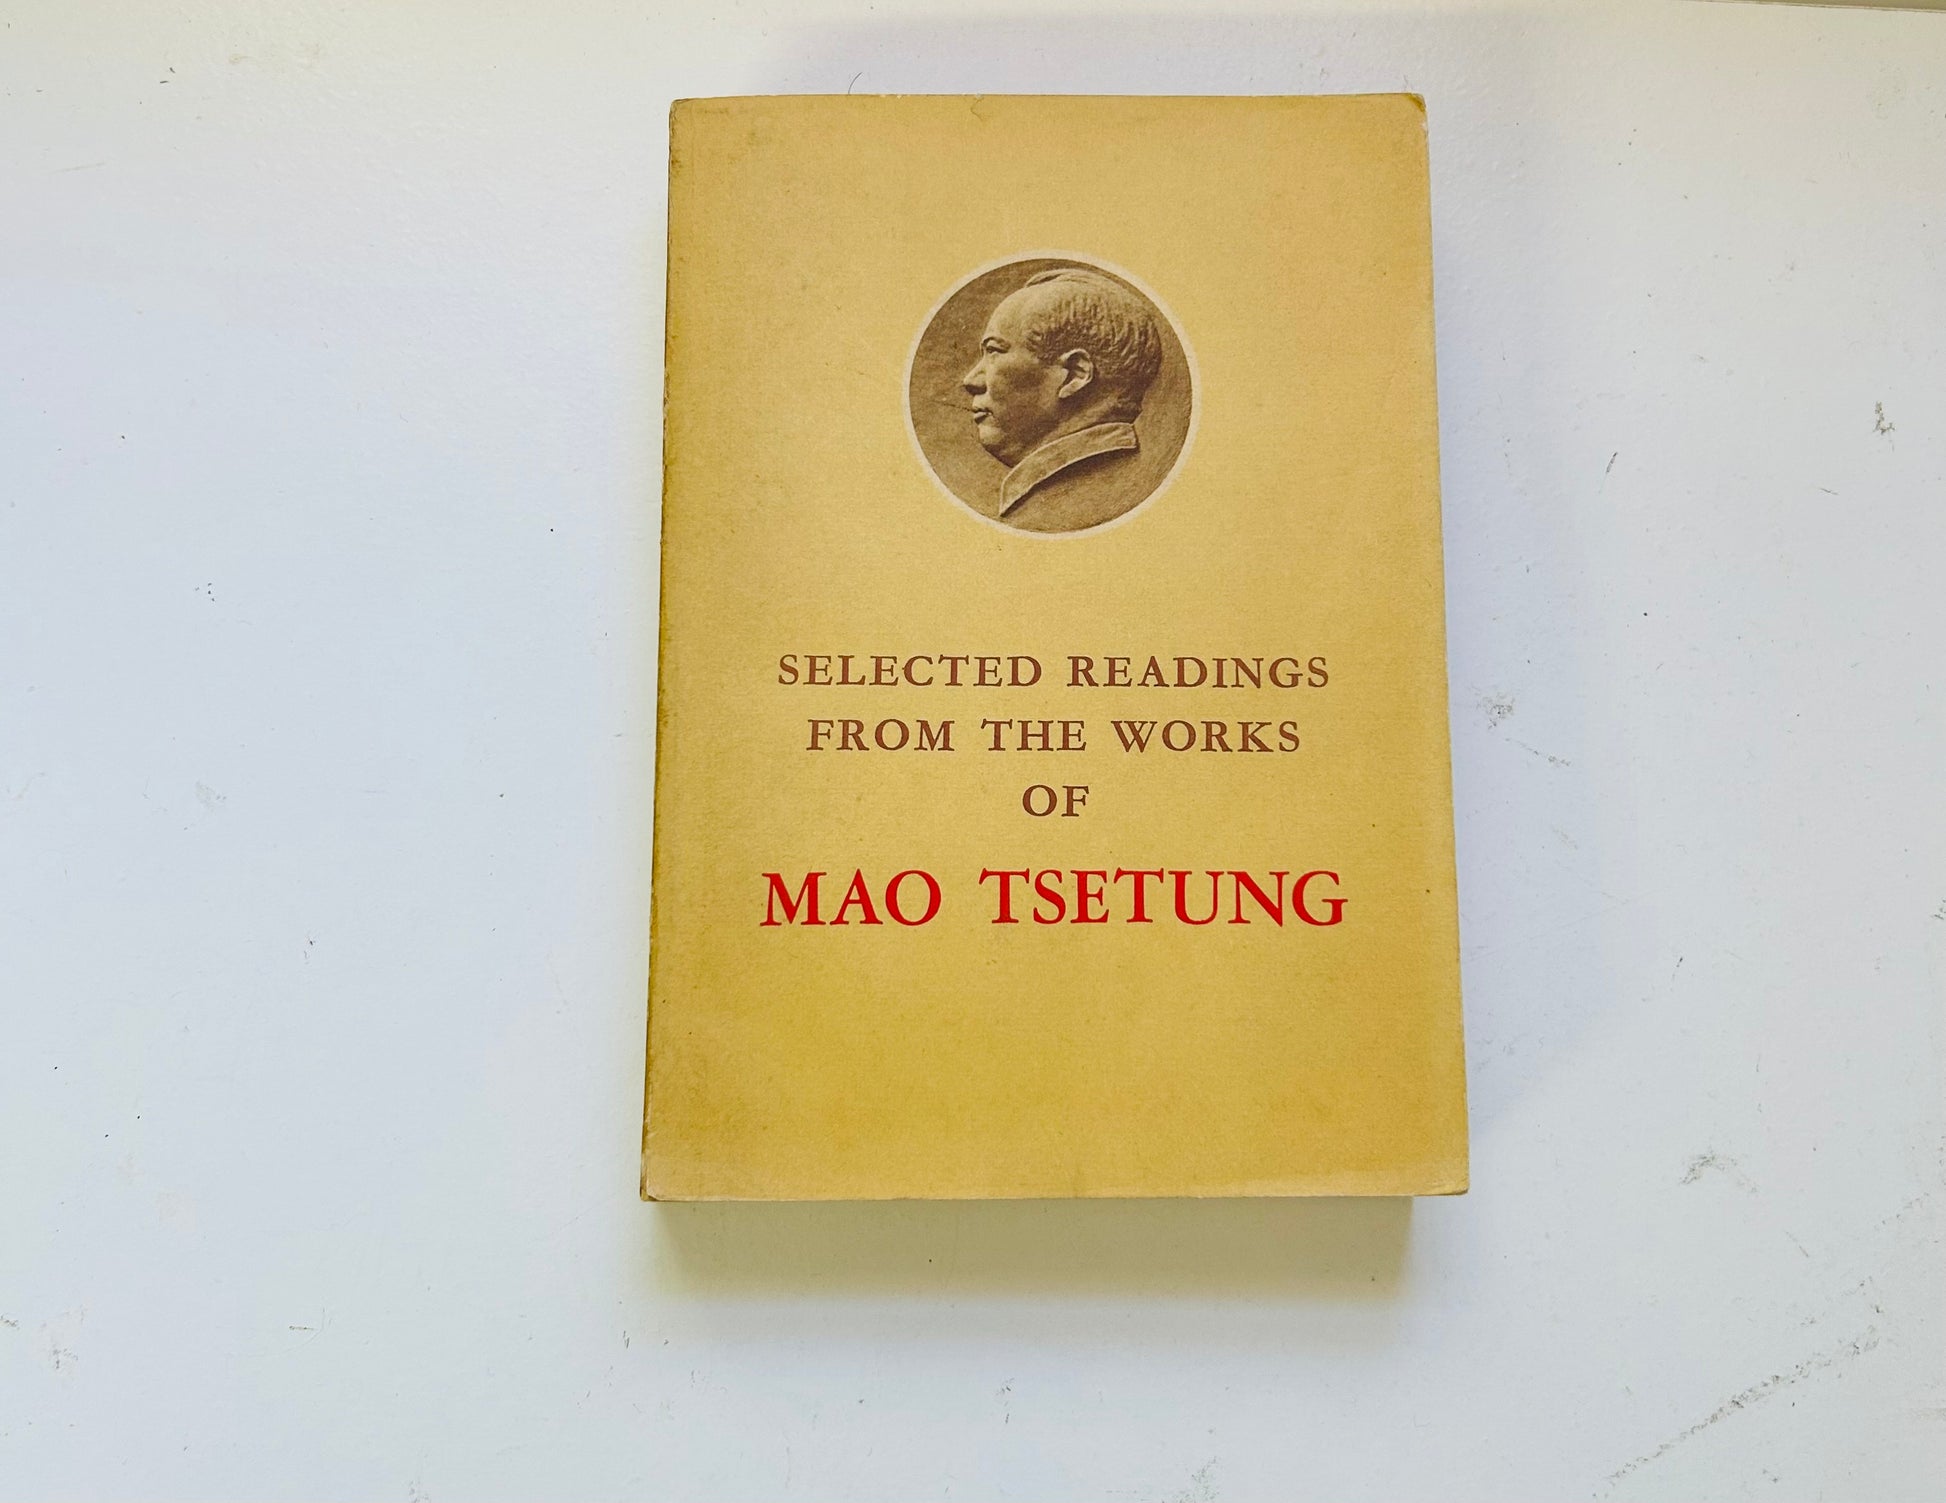 SELECTED READINGS
FROM THE WORKS
OF
MAO TSETUNG